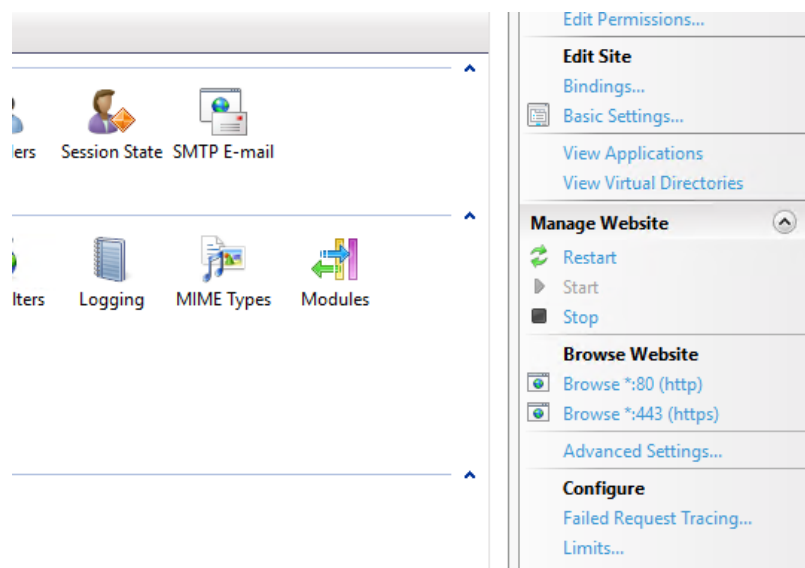 ers
Session State
SMTP E-mail
lters
Logging
MIME Types
Modules
Edit Permissions...
Edit Site
Bindings...
Basic Settings...
View Applications
View Virtual Directories
Manage Website
Restart
Start
Stop
Browse Website
Browse *:80 (http)
Browse *:443 (https)
Advanced Settings...
Configure
Failed Request Tracing...
Limits...